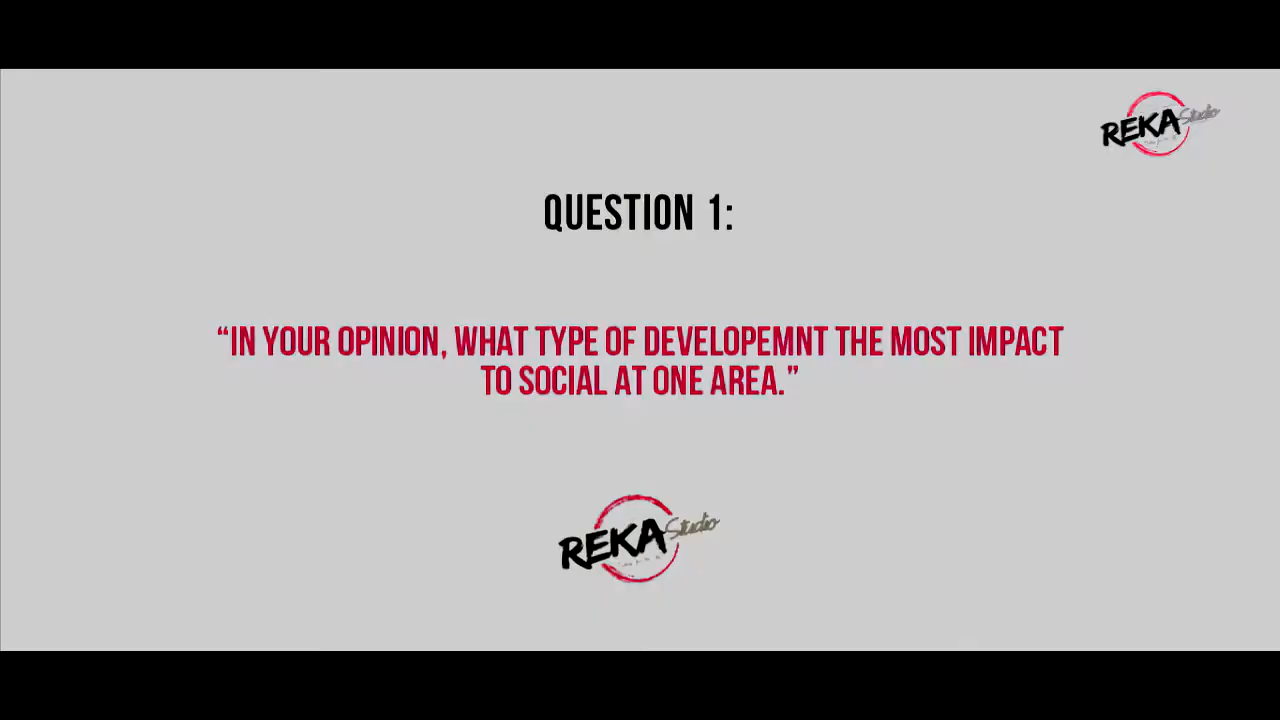 REKA Studio
QUESTION 1:
“IN YOUR OPINION, WHAT TYPE OF DEVELOPEMNT THE MOST IMPACT
TO SOCIAL AT ONE AREA.”
REKA Studio